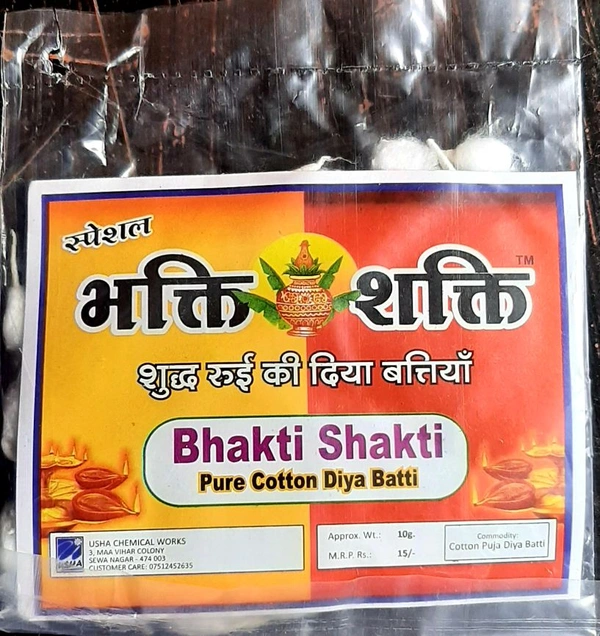 स्पेशल
भक्ति शक्ति TM
शुद्ध रुई की दिया बत्तियाँ
Bhakti Shakti
Pure Cotton Diya Batti
USHA
USHA CHEMICAL WORKS
3, MAA VIHAR COLONY
SEWA NAGAR - 474 003
CUSTOMER CARE: 07512452635
Approx. Wt.: 10g.
M.R.P. Rs.: 15/-
Commodity:
Cotton Puja Diya Batti